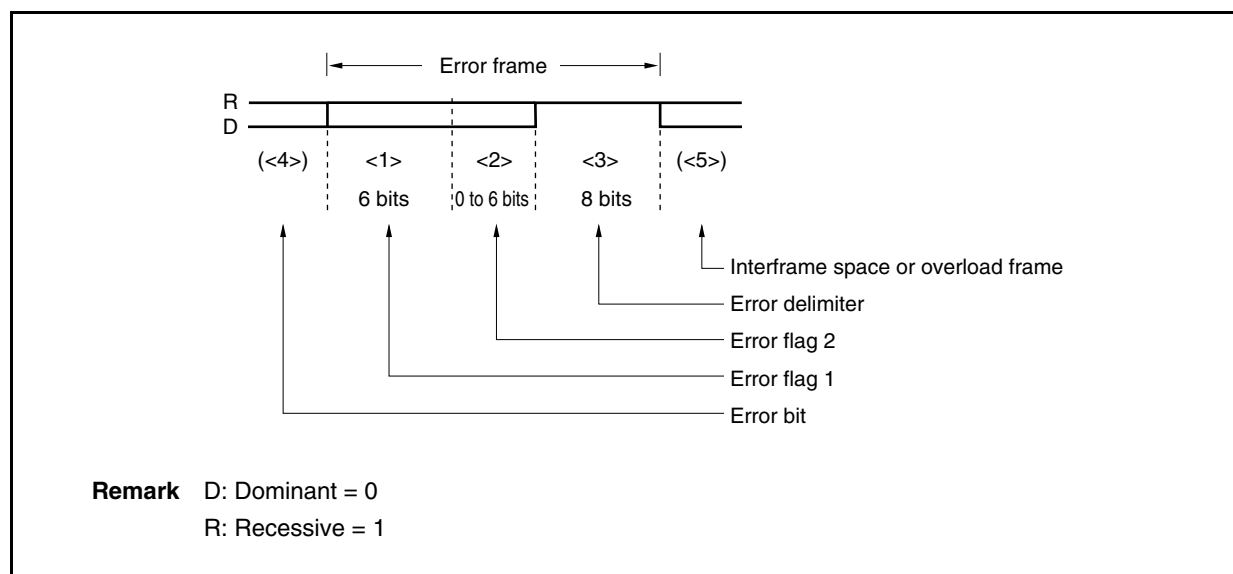 Error frame
R
D
(<4>) <1> <2> <3> (<5>)
6 bits 0 to 6 bits 8 bits
Interframe space or overload frame
Error delimiter
Error flag 2
Error flag 1
Error bit
Remark D: Dominant = 0
R: Recessive = 1